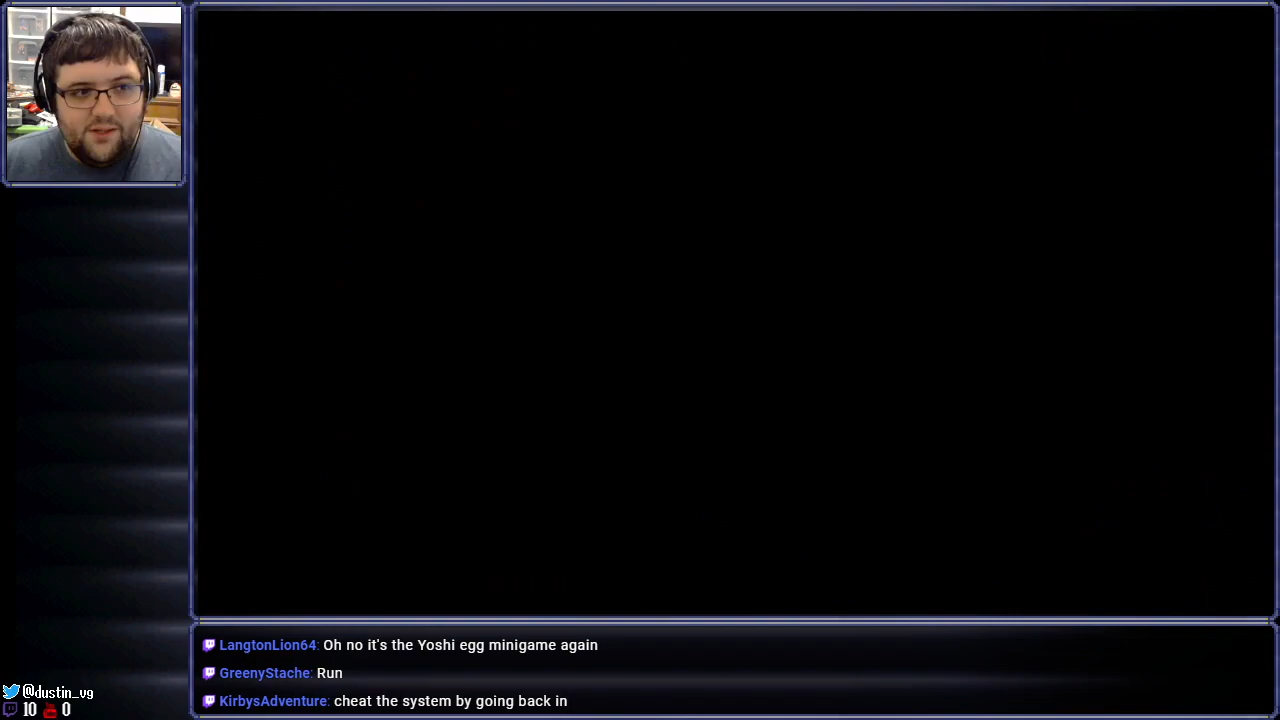 LangtonLion64: Oh no it's the Yoshi egg minigame again
GreenyStache: Run
KirbysAdventure: cheat the system by going back in
@dustin_vg
10 0